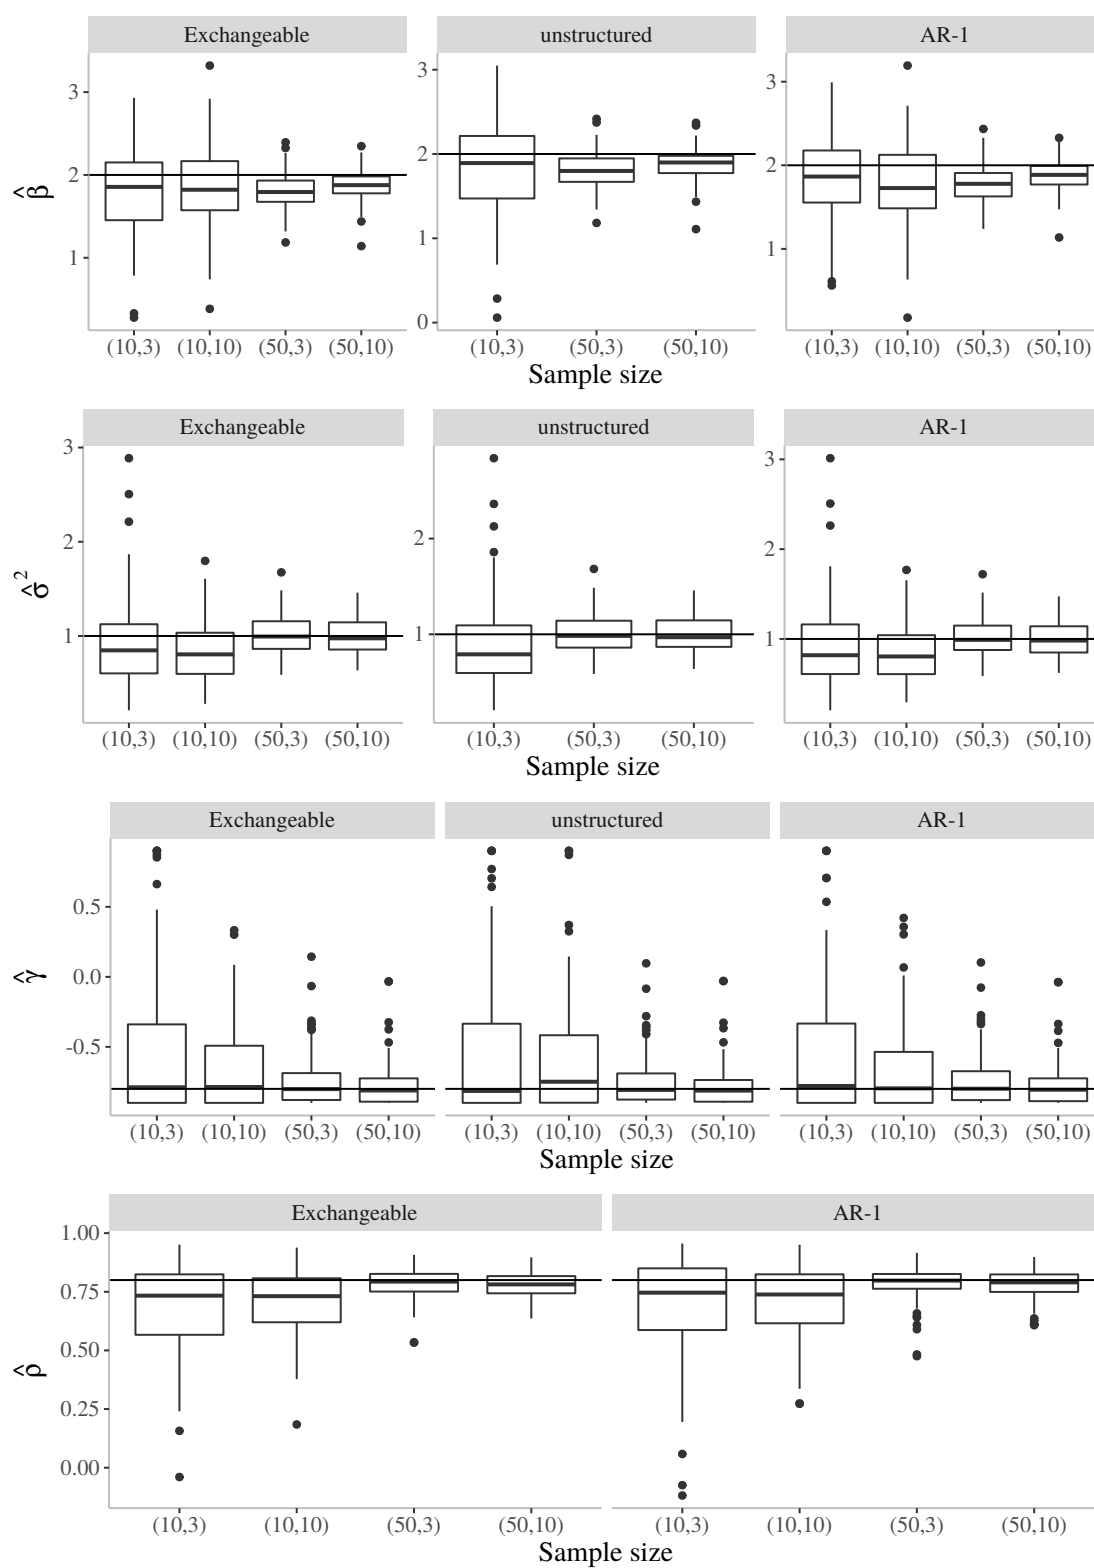 Exchangeable unstructured AR-1
3 3 3
2 2 2
1 1 1
0
β̂
(10,3) (10,10) (50,3) (50,10) (10,3) (50,3) (50,10) (10,3) (10,10) (50,3) (50,10)
Sample size
Exchangeable unstructured AR-1
3 3
2 2 2
1 1 1
σ̂²
(10,3) (10,10) (50,3) (50,10) (10,3) (50,3) (50,10) (10,3) (10,10) (50,3) (50,10)
Sample size
Exchangeable unstructured AR-1
0.5
0.0
-0.5
γ̂
(10,3) (10,10) (50,3) (50,10) (10,3) (10,10) (50,3) (50,10) (10,3) (10,10) (50,3) (50,10)
Sample size
Exchangeable AR-1
1.00
0.75
0.50
0.25
0.00
ρ̂
(10,3) (10,10) (50,3) (50,10) (10,3) (10,10) (50,3) (50,10)
Sample size